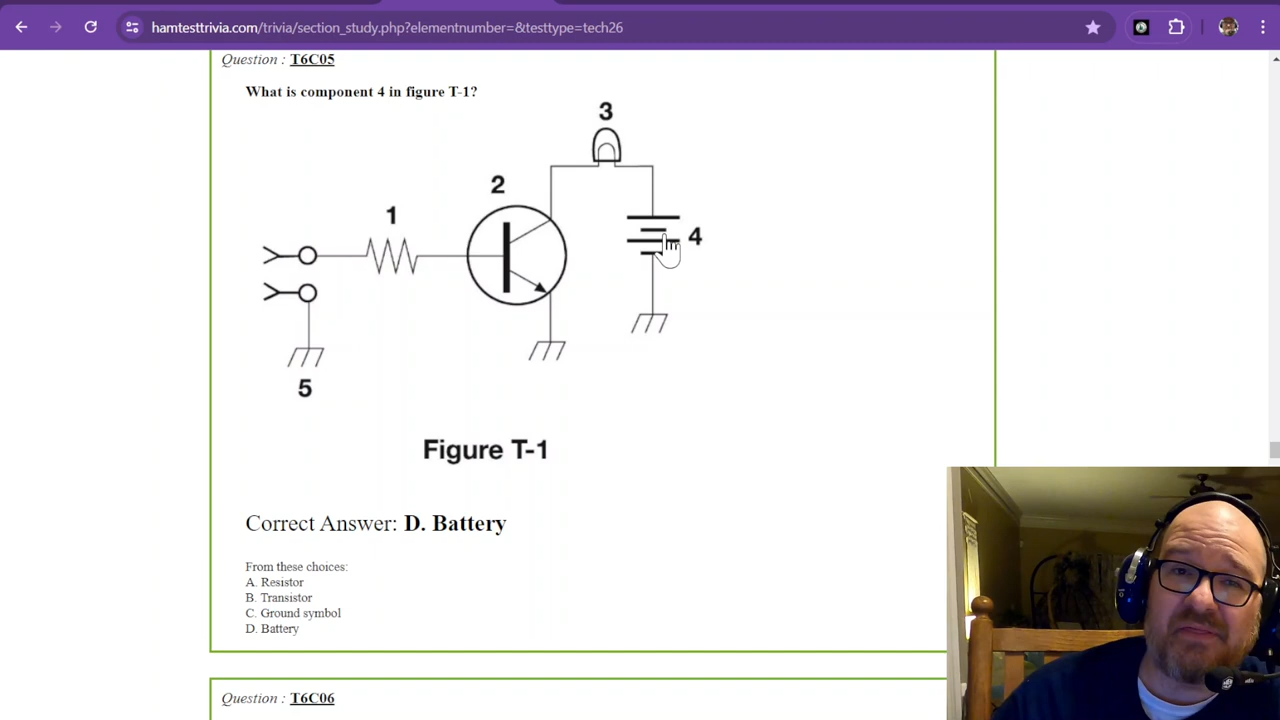 hamtesttrivia.com/trivia/section_study.php?elementnumber=&testtype=tech26
Question : T6C05
What is component 4 in figure T-1?
3
2
1
4
5
Figure T-1
Correct Answer: D. Battery
From these choices:
A. Resistor
B. Transistor
C. Ground symbol
D. Battery
Question : T6C06